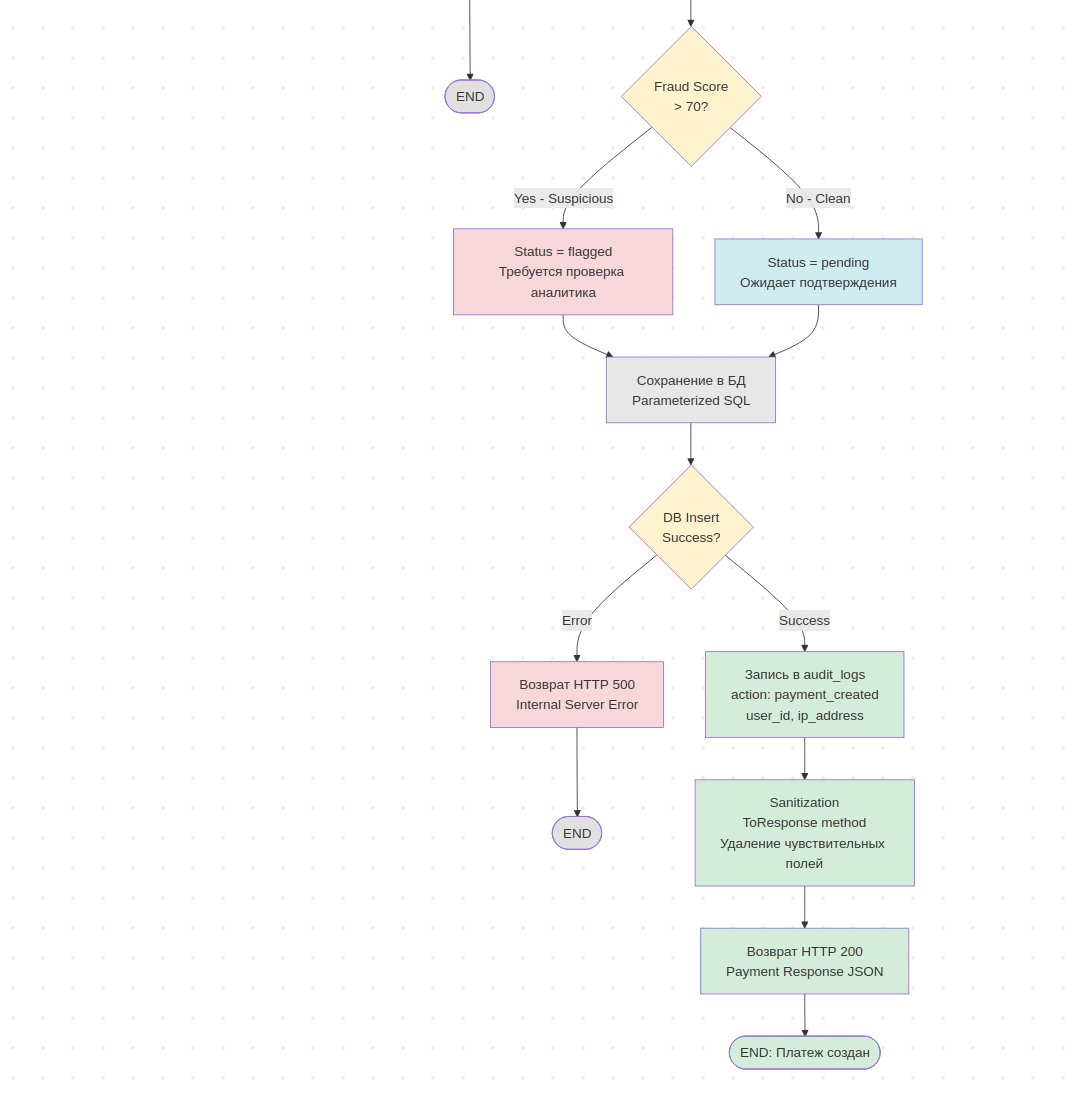 END
Fraud Score
> 70?
Yes - Suspicious
No - Clean
Status = flagged
Требуется проверка
аналитика
Status = pending
Ожидает подтверждения
Сохранение в БД
Parameterized SQL
DB Insert
Success?
Error
Success
Возврат HTTP 500
Internal Server Error
Запись в audit_logs
action: payment_created
user_id, ip_address
END
Sanitization
ToResponse method
Удаление чувствительных
полей
Возврат HTTP 200
Payment Response JSON
END: Платеж создан